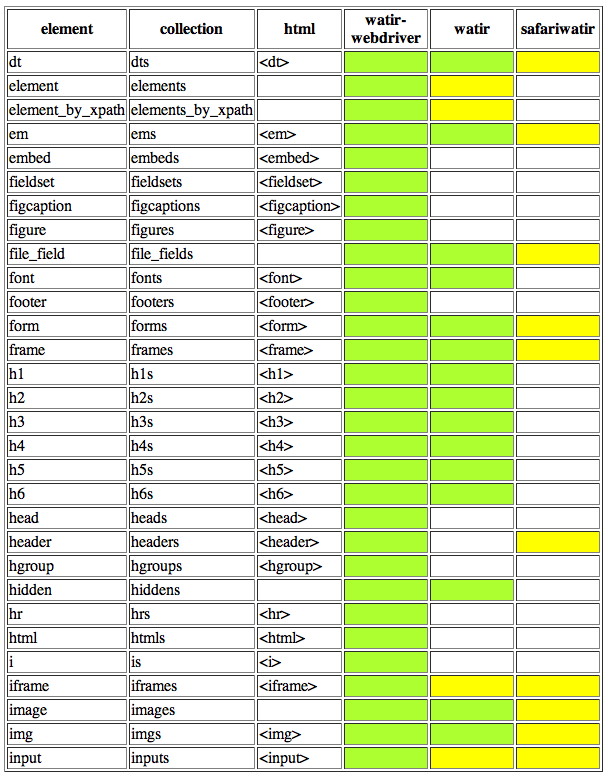 element collection html watir-webdriver watir safariwatir
dt dts <dt>
element elements
element_by_xpath elements_by_xpath
em ems <em>
embed embeds <embed>
fieldset fieldsets <fieldset>
figcaption figcaptions <figcaption>
figure figures <figure>
file_field file_fields
font fonts <font>
footer footers <footer>
form forms <form>
frame frames <frame>
h1 h1s <h1>
h2 h2s <h2>
h3 h3s <h3>
h4 h4s <h4>
h5 h5s <h5>
h6 h6s <h6>
head heads <head>
header headers <header>
hgroup hgroups <hgroup>
hidden hiddens
hr hrs <hr>
html htmls <html>
i is <i>
iframe iframes <iframe>
image images
img imgs <img>
input inputs <input>